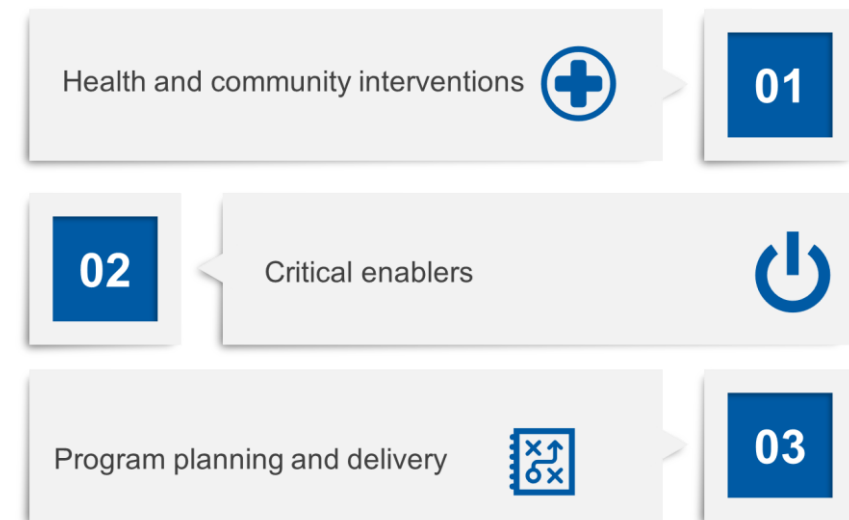 Health and community interventions
01
02
Critical enablers
Program planning and delivery
03